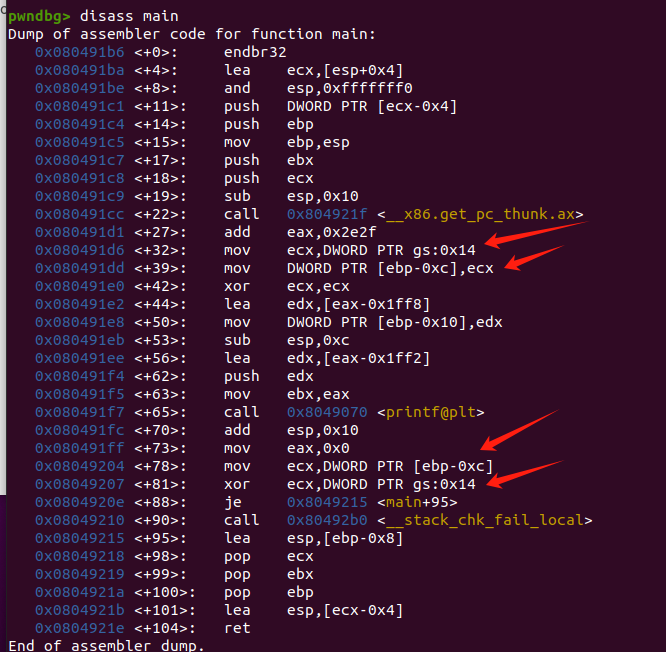 pwndbg> disass main
Dump of assembler code for function main:
0x080491b6 <+0>: endbr32
0x080491ba <+4>: lea ecx,[esp+0x4]
0x080491be <+8>: and esp,0xfffffff0
0x080491c1 <+11>: push DWORD PTR [ecx-0x4]
0x080491c4 <+14>: push ebp
0x080491c5 <+15>: mov ebp,esp
0x080491c7 <+17>: push ebx
0x080491c8 <+18>: push ecx
0x080491c9 <+19>: sub esp,0x10
0x080491cc <+22>: call 0x804921f <__x86.get_pc_thunk.ax>
0x080491d1 <+27>: add eax,0x2e2f
0x080491d6 <+32>: mov ecx,DWORD PTR gs:0x14
0x080491dd <+39>: mov DWORD PTR [ebp-0xc],ecx
0x080491e0 <+42>: xor ecx,ecx
0x080491e2 <+44>: lea edx,[eax-0x1ff8]
0x080491e8 <+50>: mov DWORD PTR [ebp-0x10],edx
0x080491eb <+53>: sub esp,0xc
0x080491ee <+56>: lea edx,[eax-0x1ff2]
0x080491f4 <+62>: push edx
0x080491f5 <+63>: mov ebx,eax
0x080491f7 <+65>: call 0x8049070 <printf@plt>
0x080491fc <+70>: add esp,0x10
0x080491ff <+73>: mov eax,0x0
0x08049204 <+78>: mov ecx,DWORD PTR [ebp-0xc]
0x08049207 <+81>: xor ecx,DWORD PTR gs:0x14
0x0804920e <+88>: je 0x8049215 <main+95>
0x08049210 <+90>: call 0x80492b0 <__stack_chk_fail_local>
0x08049215 <+95>: lea esp,[ebp-0x8]
0x08049218 <+98>: pop ecx
0x08049219 <+99>: pop ebx
0x0804921a <+100>: pop ebp
0x0804921b <+101>: lea esp,[ecx-0x4]
0x0804921e <+104>: ret
End of assembler dump.